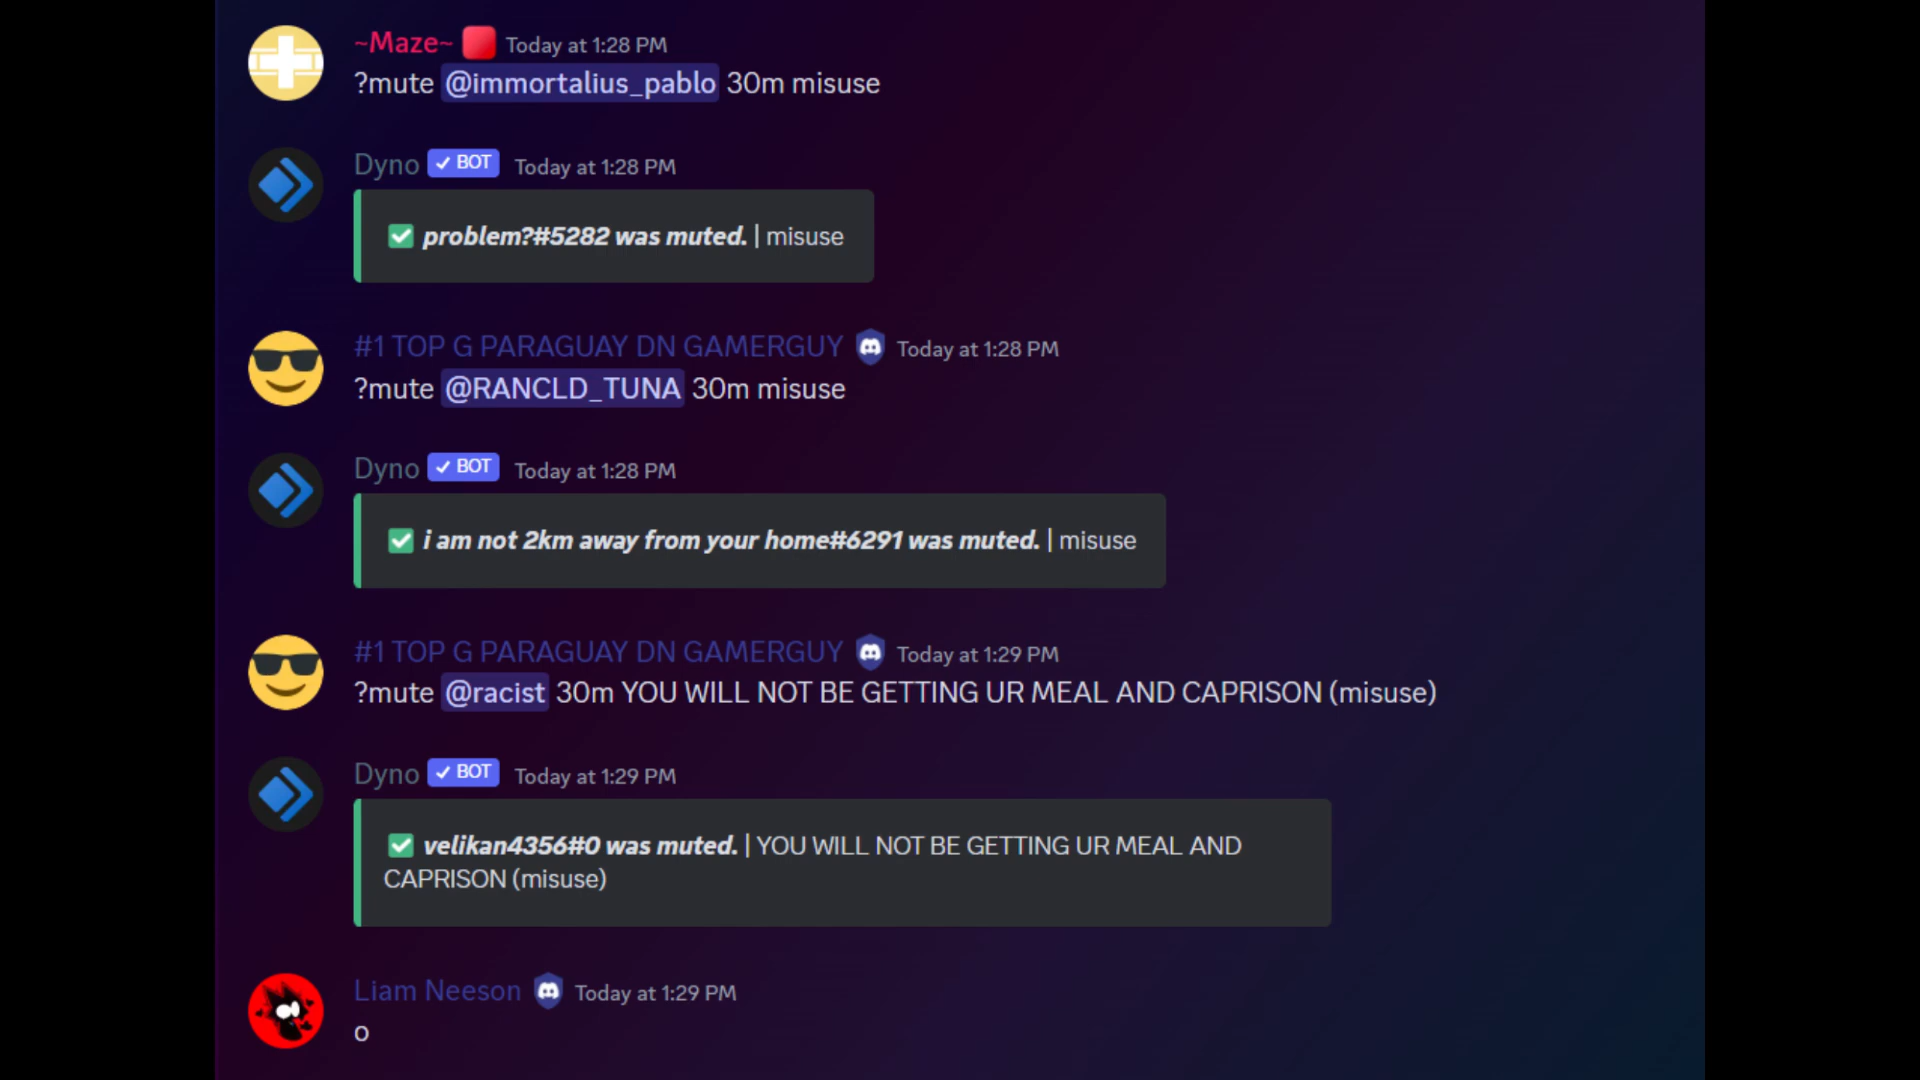 ~Maze~ Today at 1:28 PM
?mute @immortalius_pablo 30m misuse
Dyno ✓ BOT Today at 1:28 PM
✅ problem?#5282 was muted. | misuse
#1 TOP G PARAGUAY DN GAMERGUY Today at 1:28 PM
?mute @RANCLD_TUNA 30m misuse
Dyno ✓ BOT Today at 1:28 PM
✅ i am not 2km away from your home#6291 was muted. | misuse
#1 TOP G PARAGUAY DN GAMERGUY Today at 1:29 PM
?mute @racist 30m YOU WILL NOT BE GETTING UR MEAL AND CAPRISON (misuse)
Dyno ✓ BOT Today at 1:29 PM
✅ velikan4356#0 was muted. | YOU WILL NOT BE GETTING UR MEAL AND
CAPRISON (misuse)
Liam Neeson Today at 1:29 PM
o